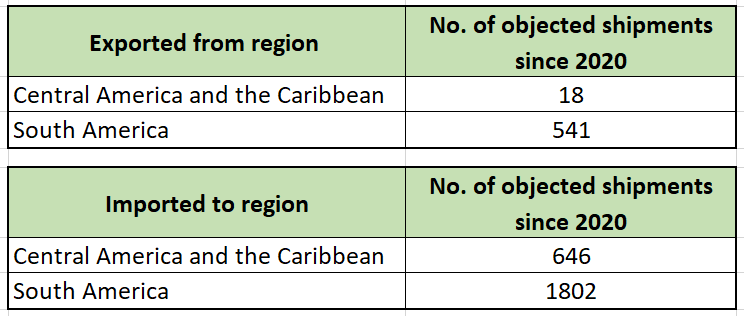 Exported from region
No. of objected shipments
since 2020
Central America and the Caribbean 18
South America 541
Imported to region
No. of objected shipments
since 2020
Central America and the Caribbean 646
South America 1802